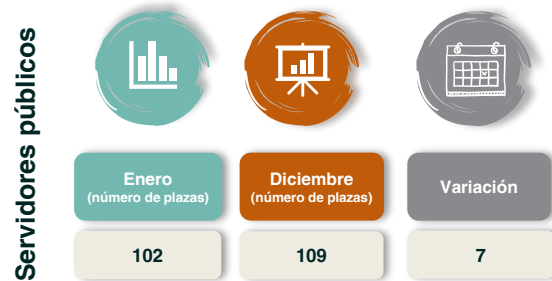 Servidores públicos
Enero
(número de plazas)
Diciembre
(número de plazas)
Variación
102
109
7